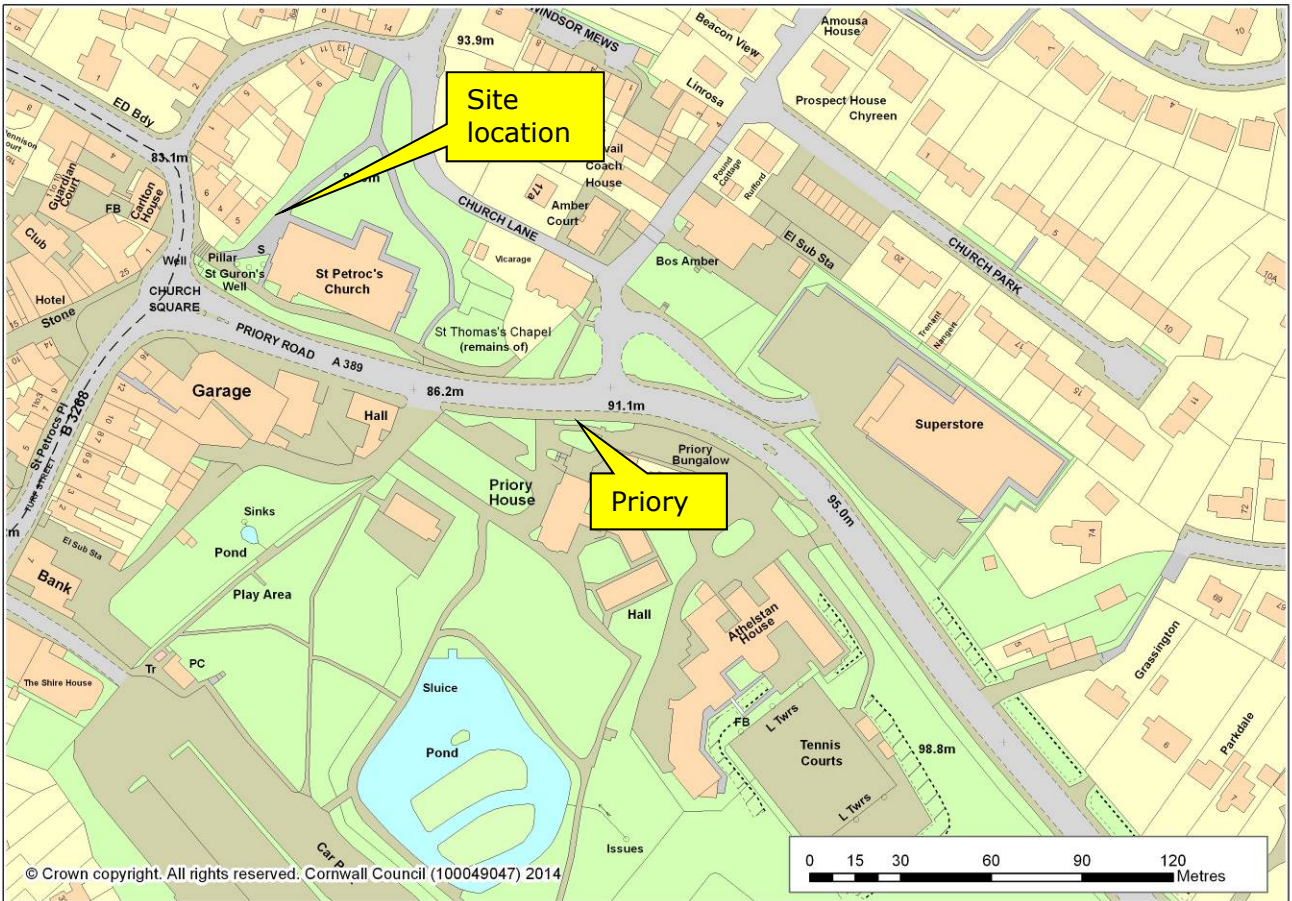 WINDSOR MEWS
93.9m
Beacon View
Amousa
House
Linrosa
Prospect House
Chyreen
ED Bdy
83.1m
Site
location
Guardian
Court
Carlton
House
FB
Club
Hotel
Stone
Well
Pillar
S
St Guron's
Well
St Petroc's
Church
CHURCH
SQUARE
CHURCH LANE
Coach
House
17a
Amber
Court
Vicarage
Pound
Cottage
Rufford
Bos Amber
El Sub Sta
CHURCH PARK
10A
Trenant
Nangert
St Thomas's Chapel
(remains of)
PRIORY ROAD
A 389
86.2m
91.1m
95.0m
Garage
Hall
Superstore
Priory
Bungalow
Priory
House
Priory
St Petrocs Pl
B 3268
TURF STREET
El Sub Sta
Bank
Sinks
Pond
Play Area
Hall
Athelstan
House
Tr
PC
The Shire House
Sluice
Pond
FB
L Twrs
Tennis
Courts
L Twrs
98.8m
Grassington
Parkdale
Issues
© Crown copyright. All rights reserved. Cornwall Council (100049047) 2014
0 15 30 60 90 120
Metres